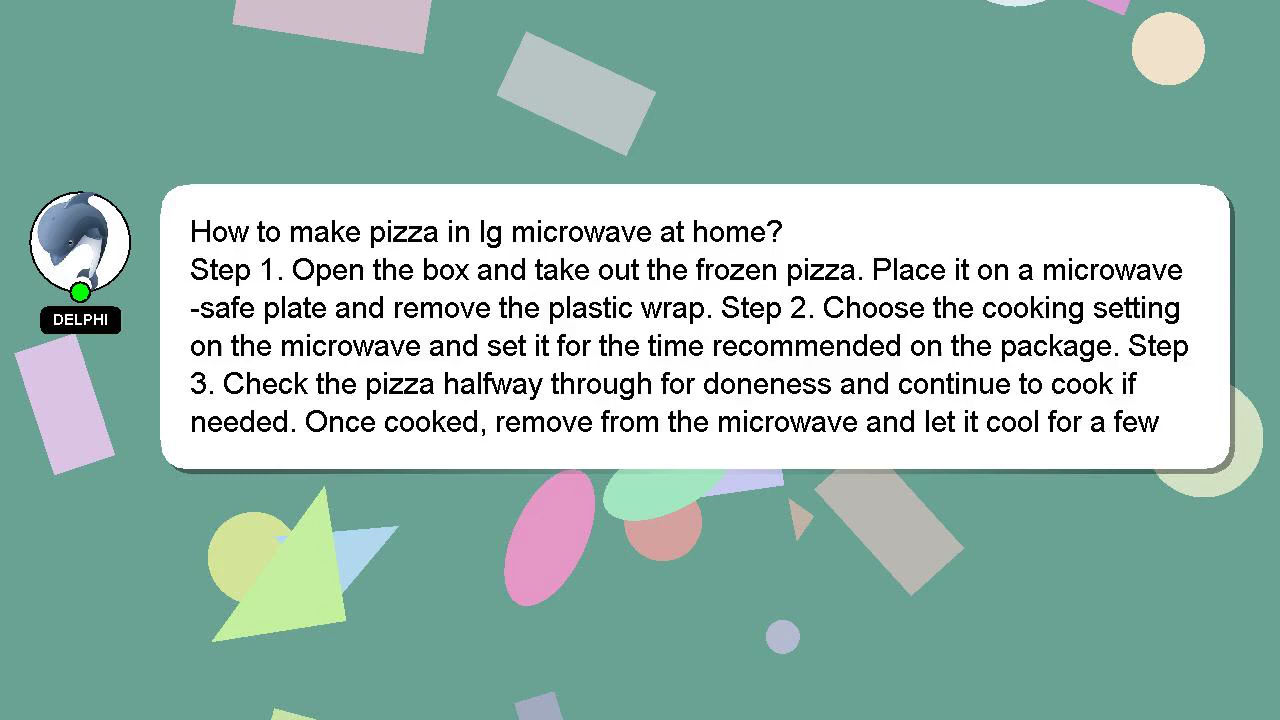 How to make pizza in lg microwave at home?
Step 1. Open the box and take out the frozen pizza. Place it on a microwave
-safe plate and remove the plastic wrap. Step 2. Choose the cooking setting
on the microwave and set it for the time recommended on the package. Step
3. Check the pizza halfway through for doneness and continue to cook if
needed. Once cooked, remove from the microwave and let it cool for a few
DELPHI